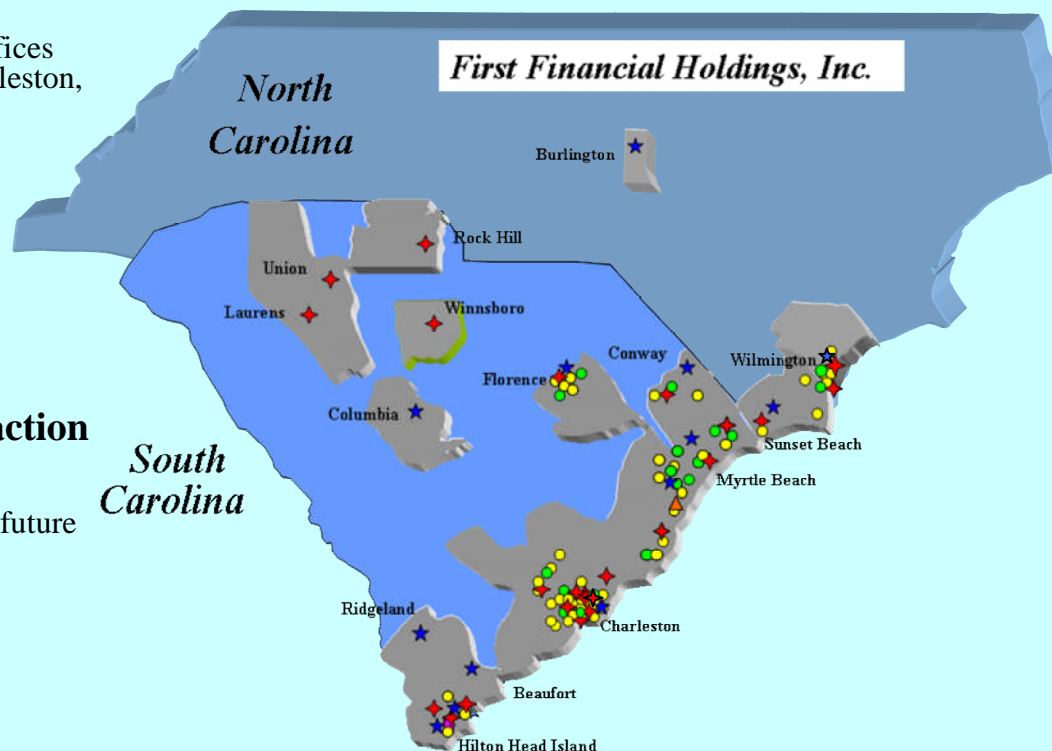 fices
leston,
First Financial Holdings, Inc.
North
Carolina
Burlington
Rock Hill
Union
Laurens
Winnsboro
Conway
Wilmington
Florence
Columbia
action
Sunset Beach
South
Carolina
Myrtle Beach
future
Ridgeland
Charleston
Beaufort
Hilton Head Island